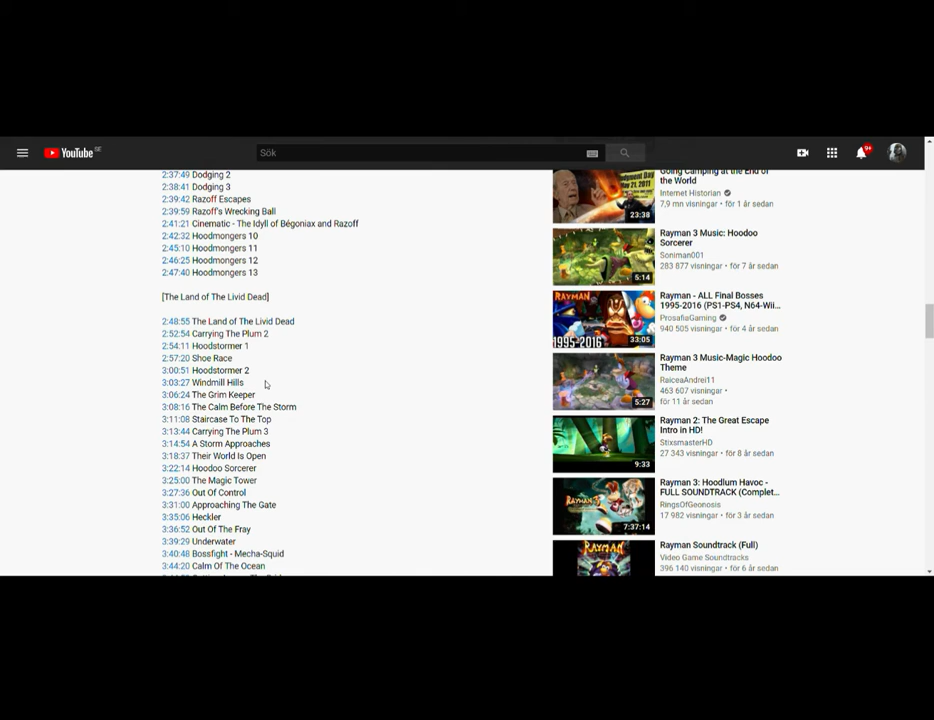 YouTube SE
Sök
9+
2:37:49 Dodging 2
2:38:41 Dodging 3
2:39:42 Razoff Escapes
2:39:59 Razoff's Wrecking Ball
2:41:21 Cinematic - The Idyll of Bégoniax and Razoff
2:42:32 Hoodmongers 10
2:45:10 Hoodmongers 11
2:46:25 Hoodmongers 12
2:47:40 Hoodmongers 13
[The Land of The Livid Dead]
2:48:55 The Land of The Livid Dead
2:52:54 Carrying The Plum 2
2:54:11 Hoodstormer 1
2:57:20 Shoe Race
3:00:51 Hoodstormer 2
3:03:27 Windmill Hills
3:06:24 The Grim Keeper
3:08:16 The Calm Before The Storm
3:11:08 Staircase To The Top
3:13:44 Carrying The Plum 3
3:14:54 A Storm Approaches
3:18:37 Their World Is Open
3:22:14 Hoodoo Sorcerer
3:25:00 The Magic Tower
3:27:36 Out Of Control
3:31:00 Approaching The Gate
3:35:06 Heckler
3:36:52 Out Of The Fray
3:39:29 Underwater
3:40:48 Bossfight - Mecha-Squid
3:44:20 Calm Of The Ocean
Going Camping at the End of
the World
Internet Historian
7,9 mn visningar • för 1 år sedan
23:38
Rayman 3 Music: Hoodoo
Sorcerer
Soniman001
283 877 visningar • för 7 år sedan
5:14
Rayman - ALL Final Bosses
1995-2016 (PS1-PS4, N64-Wii...
ProsafiaGaming
940 505 visningar • för 4 år sedan
RAYMAN
1995-2016
33:05
Rayman 3 Music-Magic Hoodoo
Theme
RaiceaAndrei11
463 607 visningar •
för 11 år sedan
5:27
Rayman 2: The Great Escape
Intro in HD!
StixsmasterHD
27 343 visningar • för 8 år sedan
9:33
Rayman 3: Hoodlum Havoc -
FULL SOUNDTRACK (Complet...
RingsOfGeonosis
17 982 visningar • för 3 år sedan
7:37:14
Rayman Soundtrack (Full)
Video Game Soundtracks
396 140 visningar • för 6 år sedan
RAYMAN